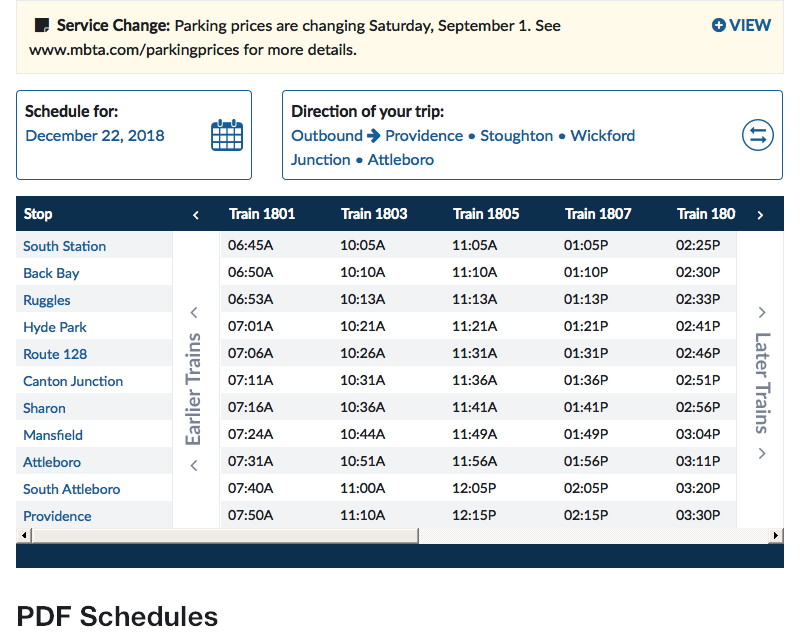 Service Change: Parking prices are changing Saturday, September 1. See
www.mbta.com/parkingprices for more details.
VIEW
Schedule for:
December 22, 2018
Direction of your trip:
Outbound → Providence • Stoughton • Wickford
Junction • Attleboro
Stop Train 1801 Train 1803 Train 1805 Train 1807 Train 180
South Station 06:45A 10:05A 11:05A 01:05P 02:25P
Back Bay 06:50A 10:10A 11:10A 01:10P 02:30P
Ruggles 06:53A 10:13A 11:13A 01:13P 02:33P
Hyde Park 07:01A 10:21A 11:21A 01:21P 02:41P
Route 128 07:06A 10:26A 11:31A 01:31P 02:46P
Canton Junction 07:11A 10:31A 11:36A 01:36P 02:51P
Sharon 07:16A 10:36A 11:41A 01:41P 02:56P
Mansfield 07:24A 10:44A 11:49A 01:49P 03:04P
Attleboro 07:31A 10:51A 11:56A 01:56P 03:11P
South Attleboro 07:40A 11:00A 12:05P 02:05P 03:20P
Providence 07:50A 11:10A 12:15P 02:15P 03:30P
Earlier Trains
Later Trains
PDF Schedules